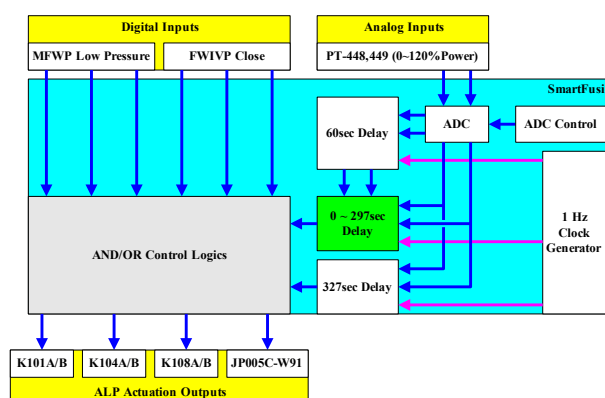 Digital Inputs
Analog Inputs
MFWP Low Pressure
FWIVP Close
PT-448,449 (0~120%Power)
SmartFusi
60sec Delay
ADC
ADC Control
0 ~ 297sec
Delay
1 Hz
Clock
Generator
AND/OR Control Logics
327sec Delay
K101A/B
K104A/B
K108A/B
JP005C-W91
ALP Actuation Outputs